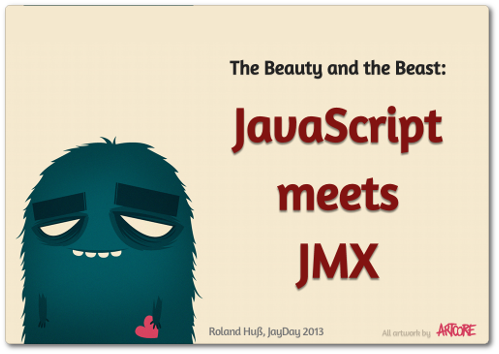 The Beauty and the Beast:
JavaScript
meets
JMX
Roland Huß, JayDay 2013
All artwork by ARTCORE